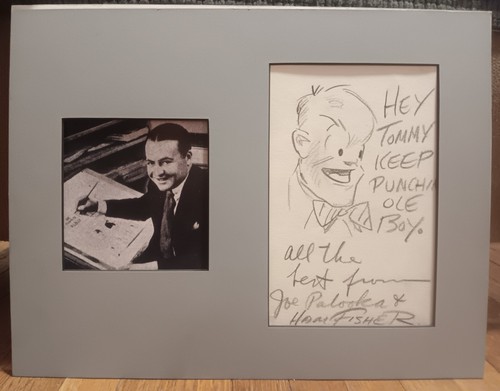 HEY
TOMMY
KEEP
PUNCHIN
OLE
BOY.
all the
best from
Joe Palooka &
HAM FISHER